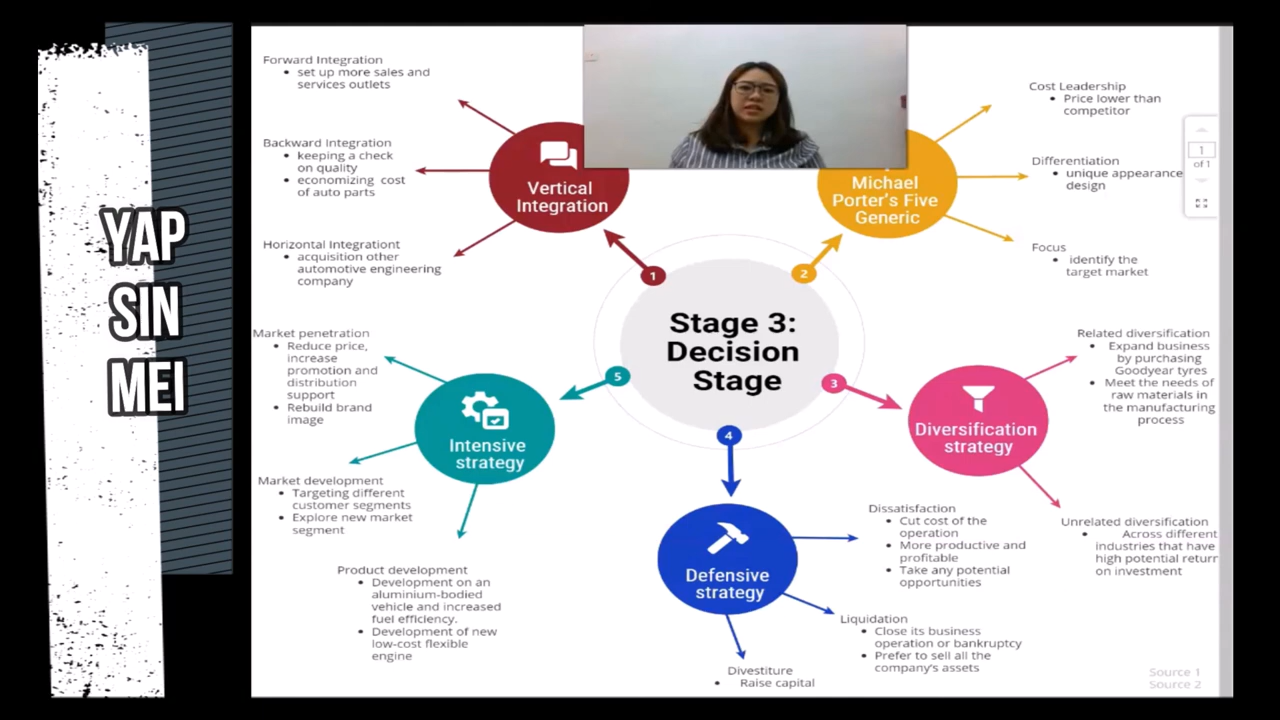 YAP
SIN
MEI
Forward Integration
set up more sales and
services outlets
Backward Integration
keeping a check
on quality
economizing cost
of auto parts
Horizontal Integrationt
acquisition other
automotive engineering
company
Vertical
Integration
Michael
Porter's Five
Generic
Cost Leadership
Price lower than
competitor
Differentiation
unique appearance
design
Focus
identify the
target market
1
of 1
1
2
3
4
5
Stage 3:
Decision
Stage
Market penetration
Reduce price,
increase
promotion and
distribution
support
Rebuild brand
image
Market development
Targeting different
customer segments
Explore new market
segment
Product development
Development on an
aluminium-bodied
vehicle and increased
fuel efficiency.
Development of new
low-cost flexible
engine
Intensive
strategy
Diversification
strategy
Related diversification
Expand business
by purchasing
Goodyear tyres
Meet the needs of
raw materials in
the manufacturing
process
Unrelated diversification
Across different
industries that have
high potential return
on investment
Defensive
strategy
Dissatisfaction
Cut cost of the
operation
More productive and
profitable
Take any potential
opportunities
Liquidation
Close its business
operation or bankruptcy
Prefer to sell all the
company's assets
Divestiture
Raise capital
Source 1
Source 2